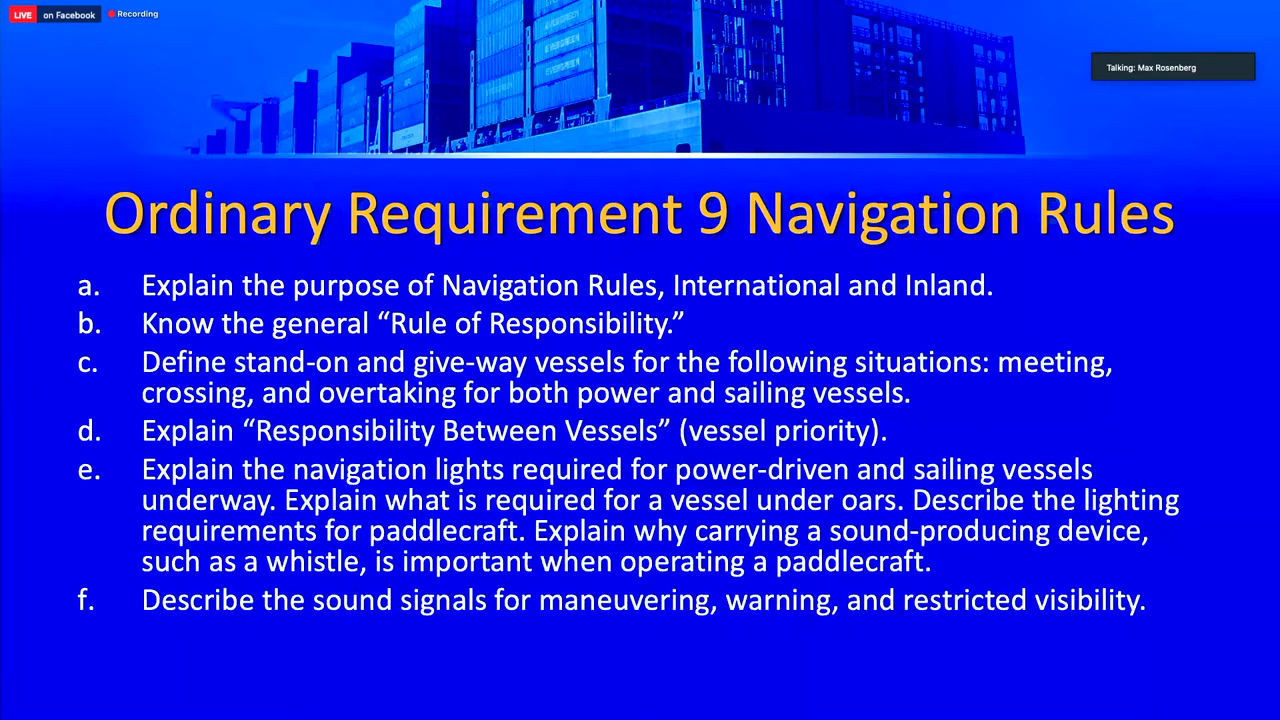 LIVE on Facebook Recording
Talking: Max Rosenberg
Ordinary Requirement 9 Navigation Rules
a. Explain the purpose of Navigation Rules, International and Inland.
b. Know the general “Rule of Responsibility.”
c. Define stand-on and give-way vessels for the following situations: meeting,
crossing, and overtaking for both power and sailing vessels.
d. Explain “Responsibility Between Vessels” (vessel priority).
e. Explain the navigation lights required for power-driven and sailing vessels
underway. Explain what is required for a vessel under oars. Describe the lighting
requirements for paddlecraft. Explain why carrying a sound-producing device,
such as a whistle, is important when operating a paddlecraft.
f. Describe the sound signals for maneuvering, warning, and restricted visibility.